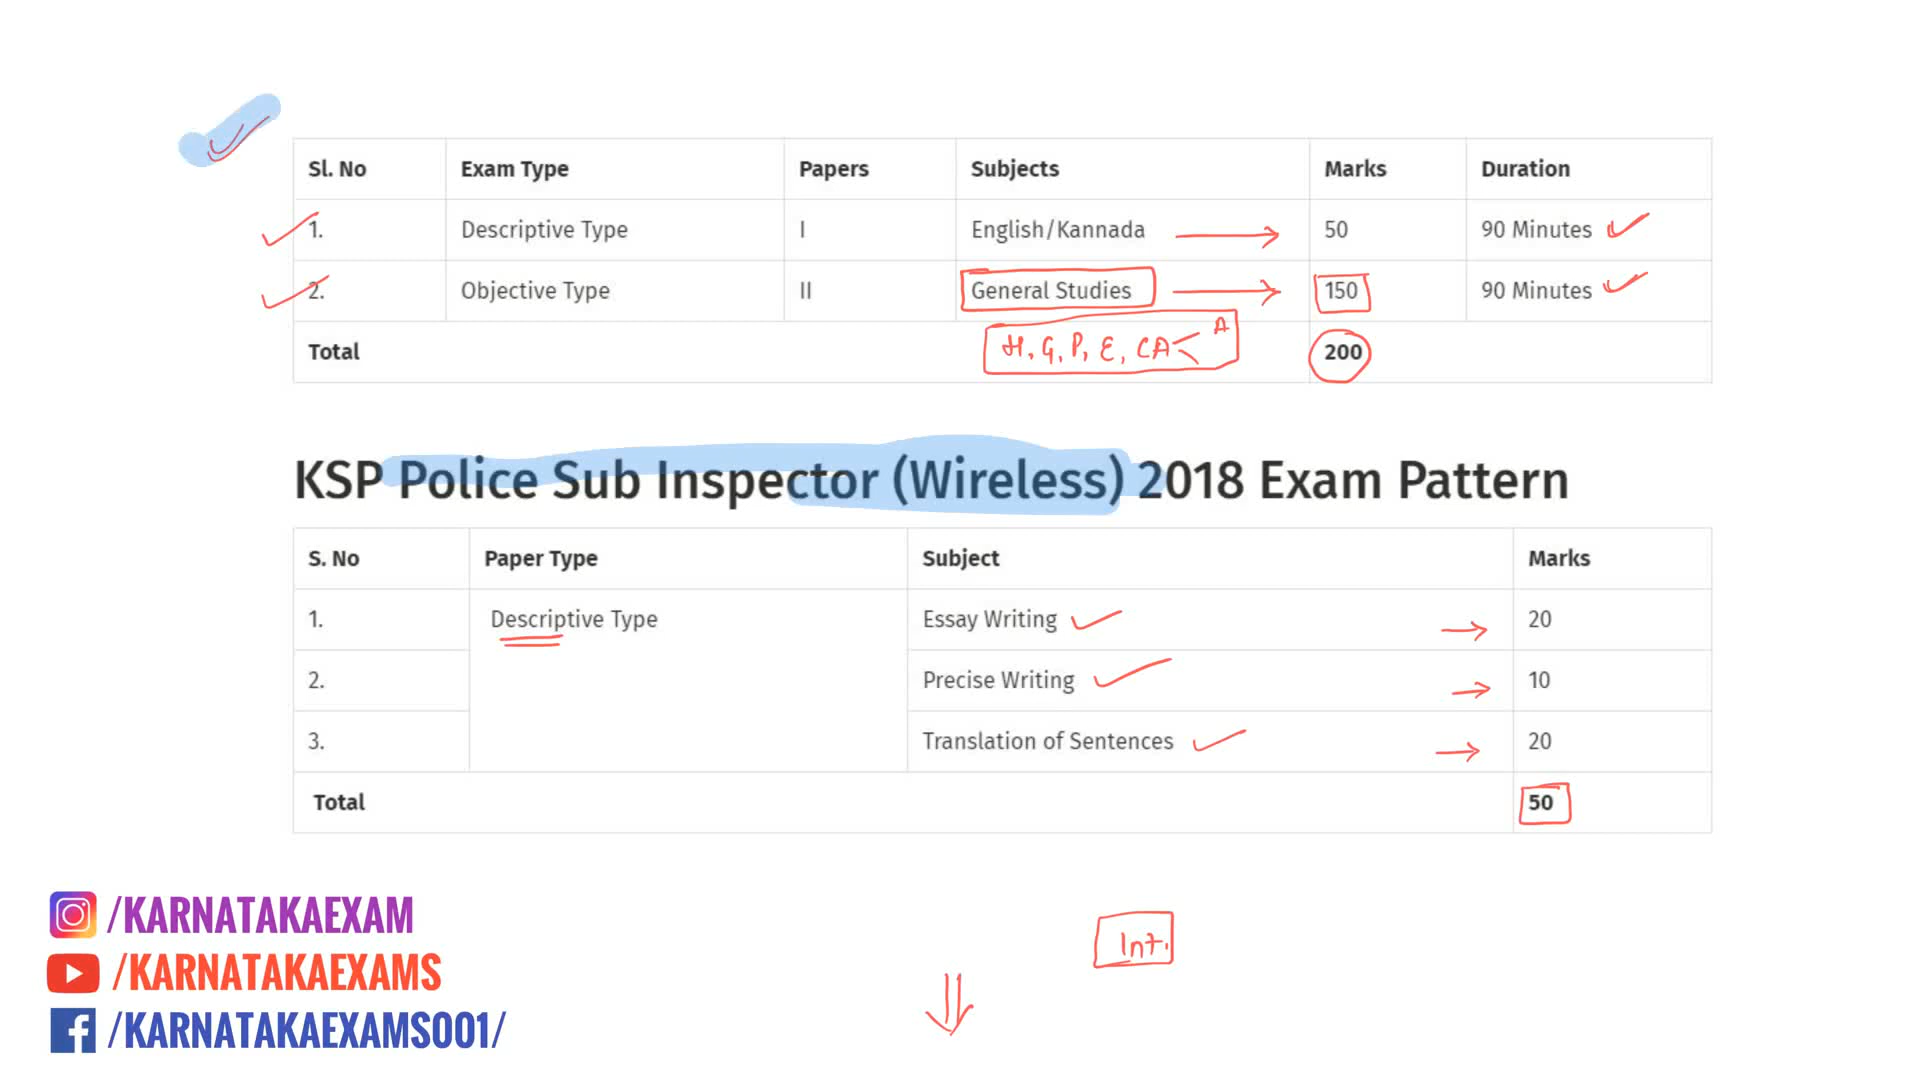 Sl. No Exam Type Papers Subjects Marks Duration
1. Descriptive Type I English/Kannada 50 90 Minutes
2. Objective Type II General Studies 150 90 Minutes
Total 200
H, G, P, E, CA A
KSP Police Sub Inspector (Wireless) 2018 Exam Pattern
S. No Paper Type Subject Marks
1. Descriptive Type Essay Writing 20
2. Precise Writing 10
3. Translation of Sentences 20
Total 50
/KARNATAKAEXAM
Int.
/KARNATAKAEXAMS
/KARNATAKAEXAMS001/